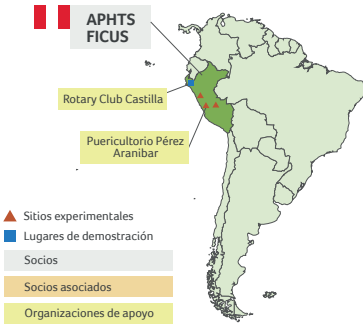 APHTS
FICUS
Rotary Club Castilla
Puericultorio Pérez
Aranibar
Sitios experimentales
Lugares de demostración
Socios
Socios asociados
Organizaciones de apoyo